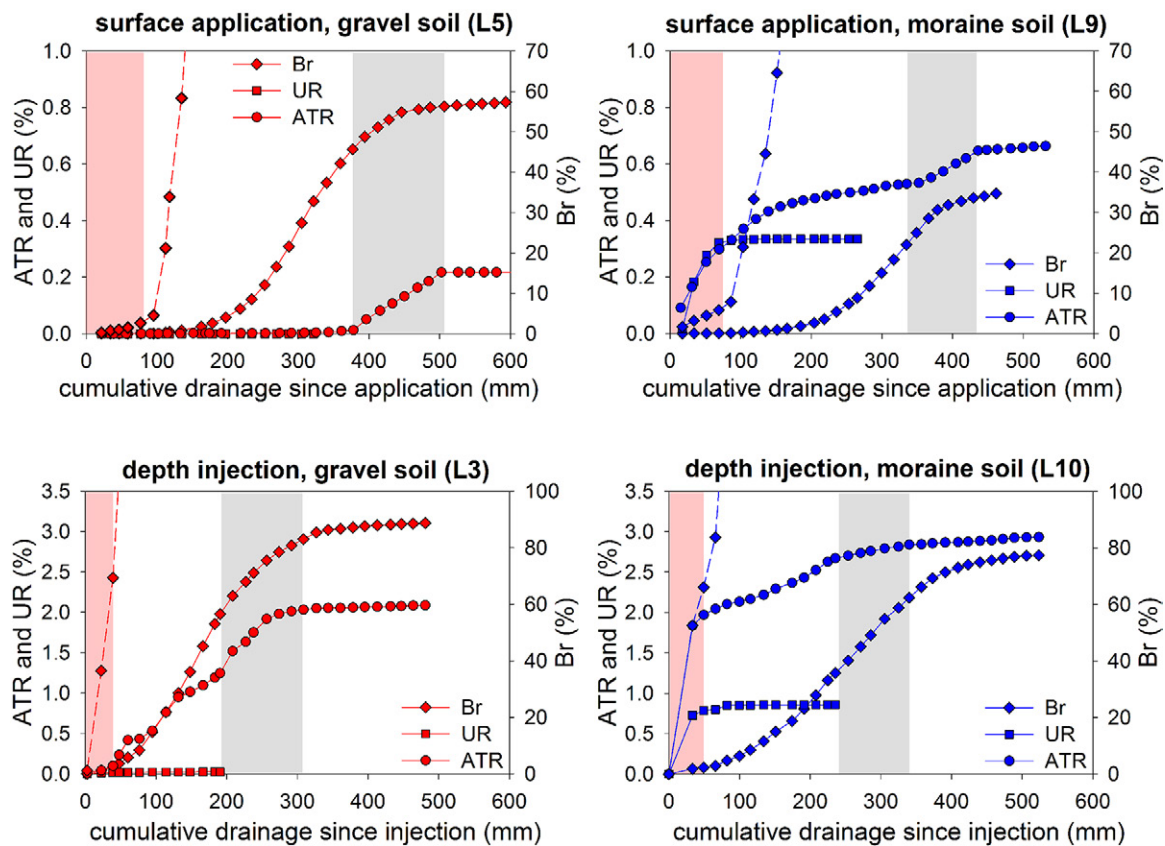 surface application, gravel soil (L5)
surface application, moraine soil (L9)
1.0
0.8
0.6
0.4
0.2
0.0
ATR and UR (%)
Br
UR
ATR
70
60
50
40
30
20
10
0
Br (%)
0 100 200 300 400 500 600
cumulative drainage since application (mm)
1.0
0.8
0.6
0.4
0.2
0.0
ATR and UR (%)
Br
UR
ATR
70
60
50
40
30
20
10
0
Br (%)
0 100 200 300 400 500 600
cumulative drainage since application (mm)
depth injection, gravel soil (L3)
depth injection, moraine soil (L10)
3.5
3.0
2.5
2.0
1.5
1.0
0.5
0.0
ATR and UR (%)
Br
UR
ATR
100
80
60
40
20
0
Br (%)
0 100 200 300 400 500 600
cumulative drainage since injection (mm)
3.5
3.0
2.5
2.0
1.5
1.0
0.5
0.0
ATR and UR (%)
Br
UR
ATR
100
80
60
40
20
0
Br (%)
0 100 200 300 400 500 600
cumulative drainage since injection (mm)